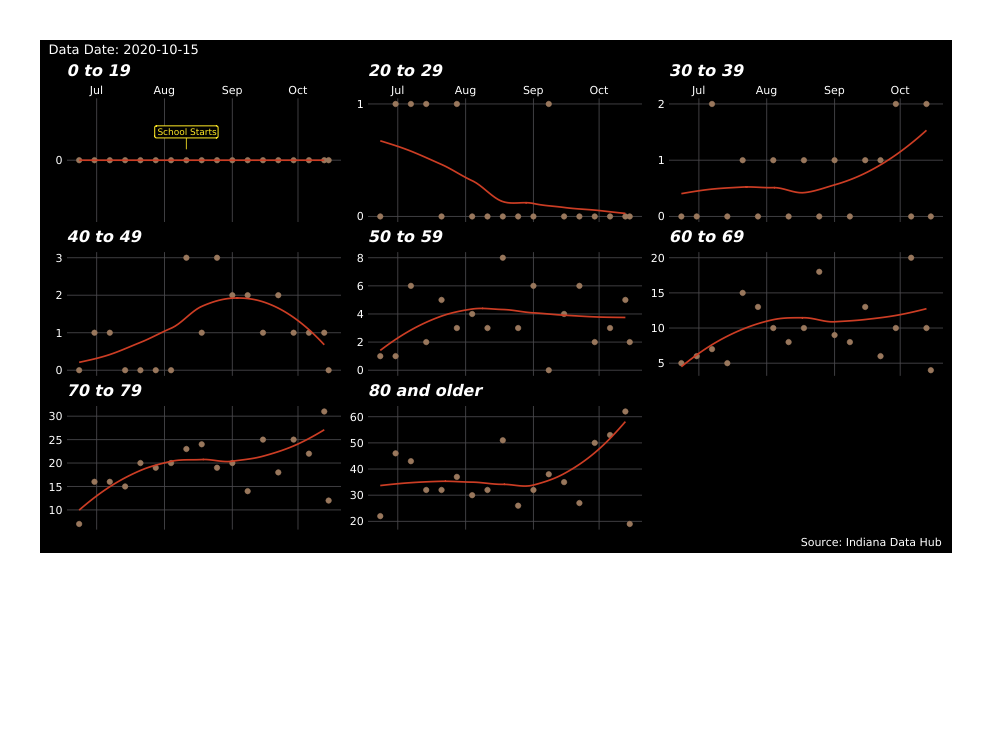 Data Date: 2020-10-15
0 to 19
20 to 29
30 to 39
Jul Aug Sep Oct
Jul Aug Sep Oct
Jul Aug Sep Oct
School Starts
0
1
0
2
1
0
40 to 49
50 to 59
60 to 69
3
2
1
0
8
6
4
2
0
20
15
10
5
70 to 79
80 and older
30
25
20
15
10
60
50
40
30
20
Source: Indiana Data Hub